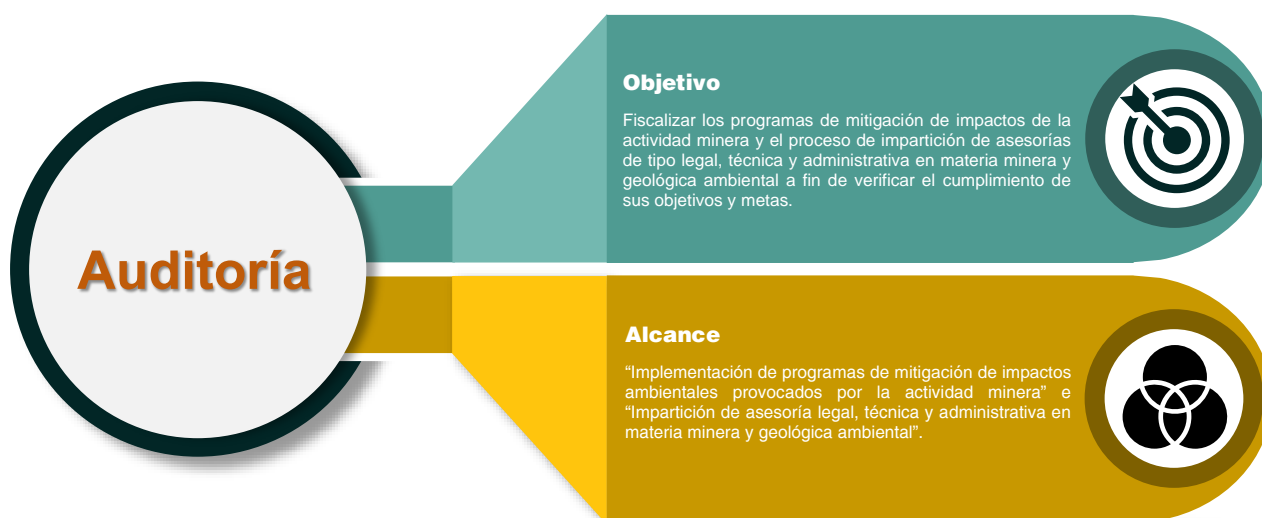 Auditoría
Objetivo
Fiscalizar los programas de mitigación de impactos de la
actividad minera y el proceso de impartición de asesorías
de tipo legal, técnica y administrativa en materia minera y
geológica ambiental a fin de verificar el cumplimiento de
sus objetivos y metas.
Alcance
“Implementación de programas de mitigación de impactos
ambientales provocados por la actividad minera” e
“Impartición de asesoría legal, técnica y administrativa en
materia minera y geológica ambiental”.